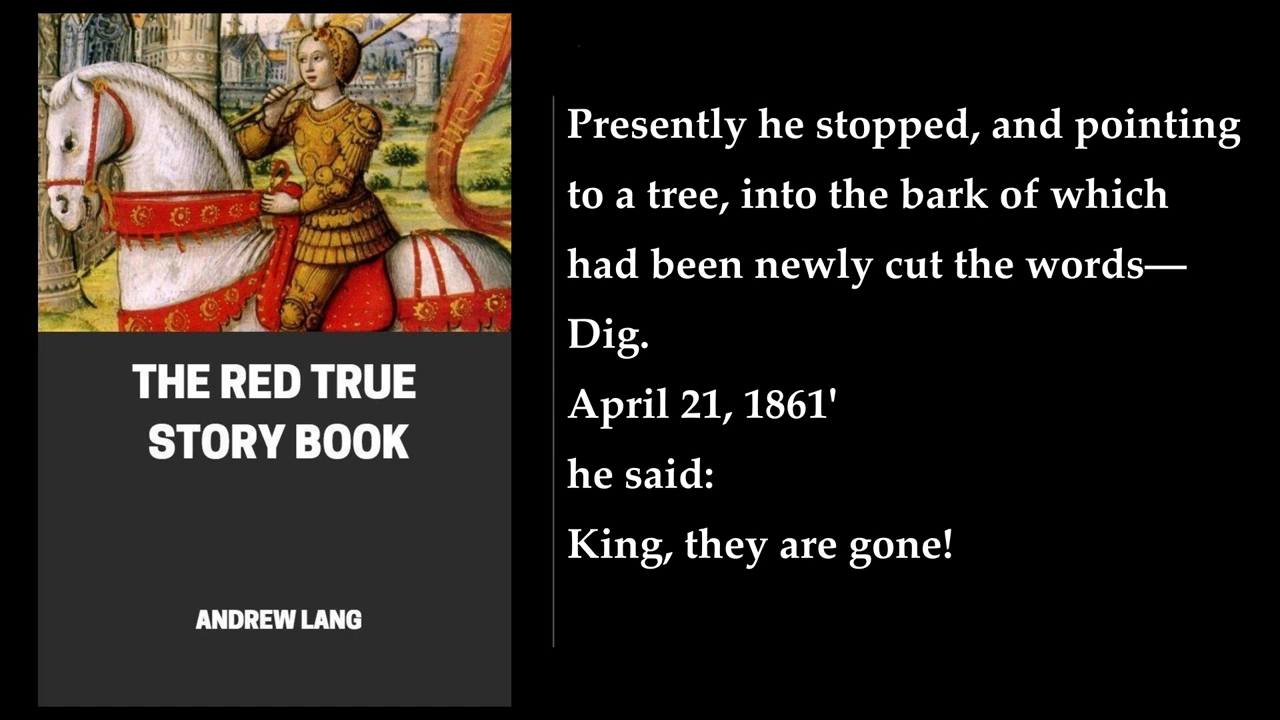 THE RED TRUE
STORY BOOK
ANDREW LANG
Presently he stopped, and pointing
to a tree, into the bark of which
had been newly cut the words—
Dig.
April 21, 1861'
he said:
King, they are gone!